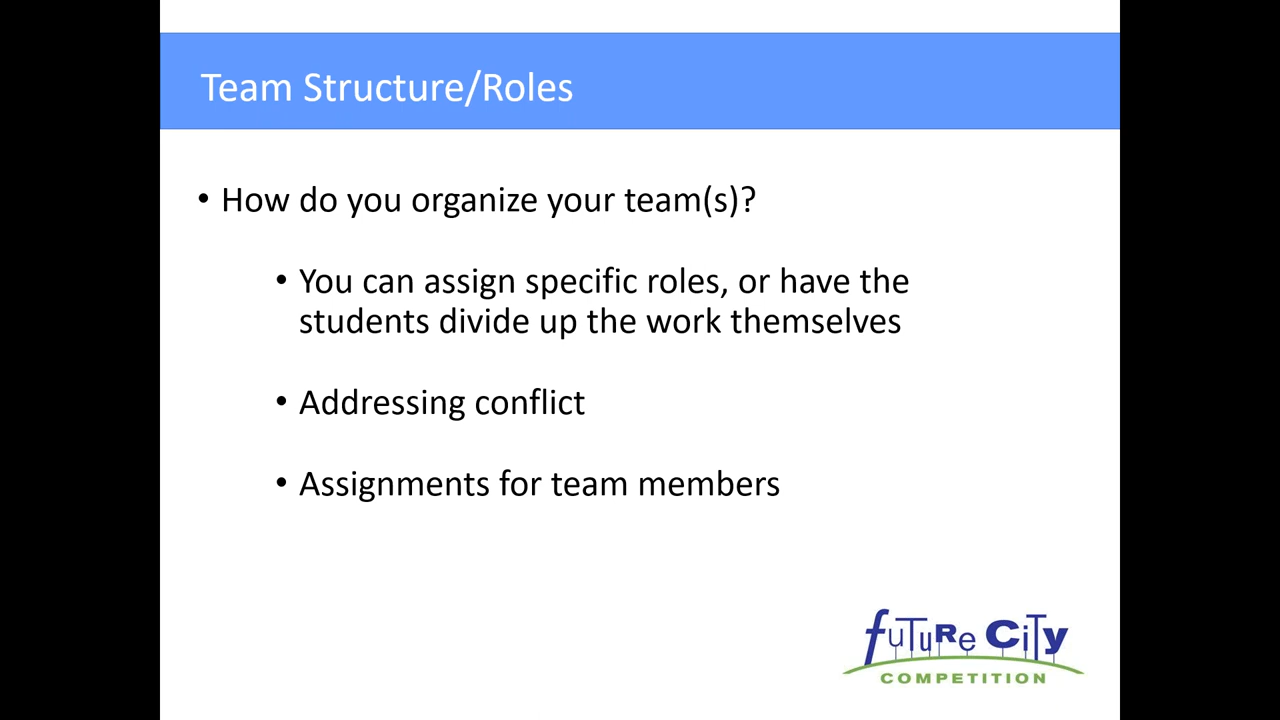 Team Structure/Roles
• How do you organize your team(s)?
• You can assign specific roles, or have the
students divide up the work themselves
• Addressing conflict
• Assignments for team members
fuTuRe CiTy
COMPETITION